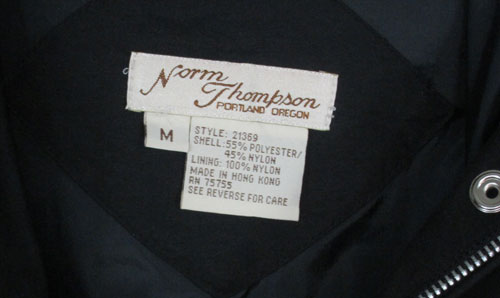 Norm
Thompson
PORTLAND OREGON
M
STYLE: 21369
SHELL: 55% POLYESTER/
45% NYLON
LINING: 100% NYLON
MADE IN HONG KONG
RN 75755
SEE REVERSE FOR CARE